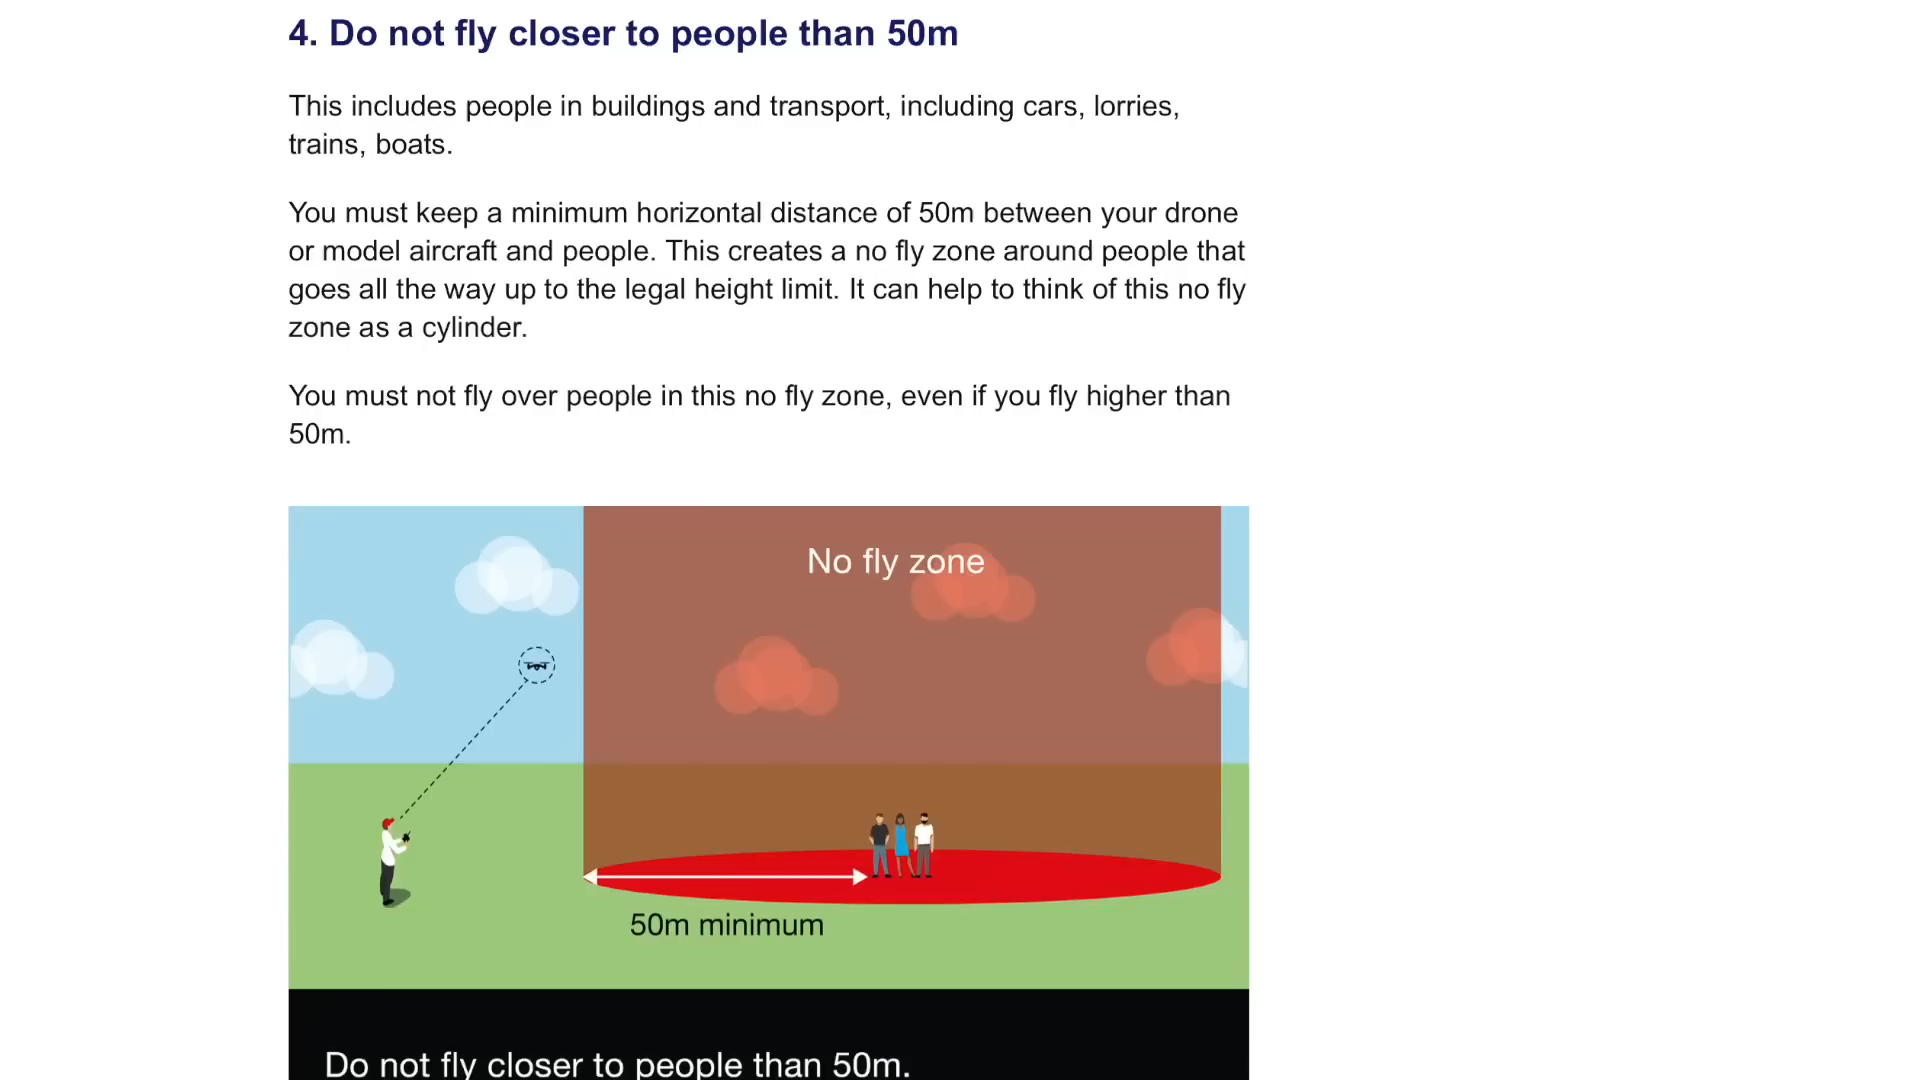 4. Do not fly closer to people than 50m
This includes people in buildings and transport, including cars, lorries,
trains, boats.
You must keep a minimum horizontal distance of 50m between your drone
or model aircraft and people. This creates a no fly zone around people that
goes all the way up to the legal height limit. It can help to think of this no fly
zone as a cylinder.
You must not fly over people in this no fly zone, even if you fly higher than
50m.
No fly zone
50m minimum
Do not fly closer to people than 50m.